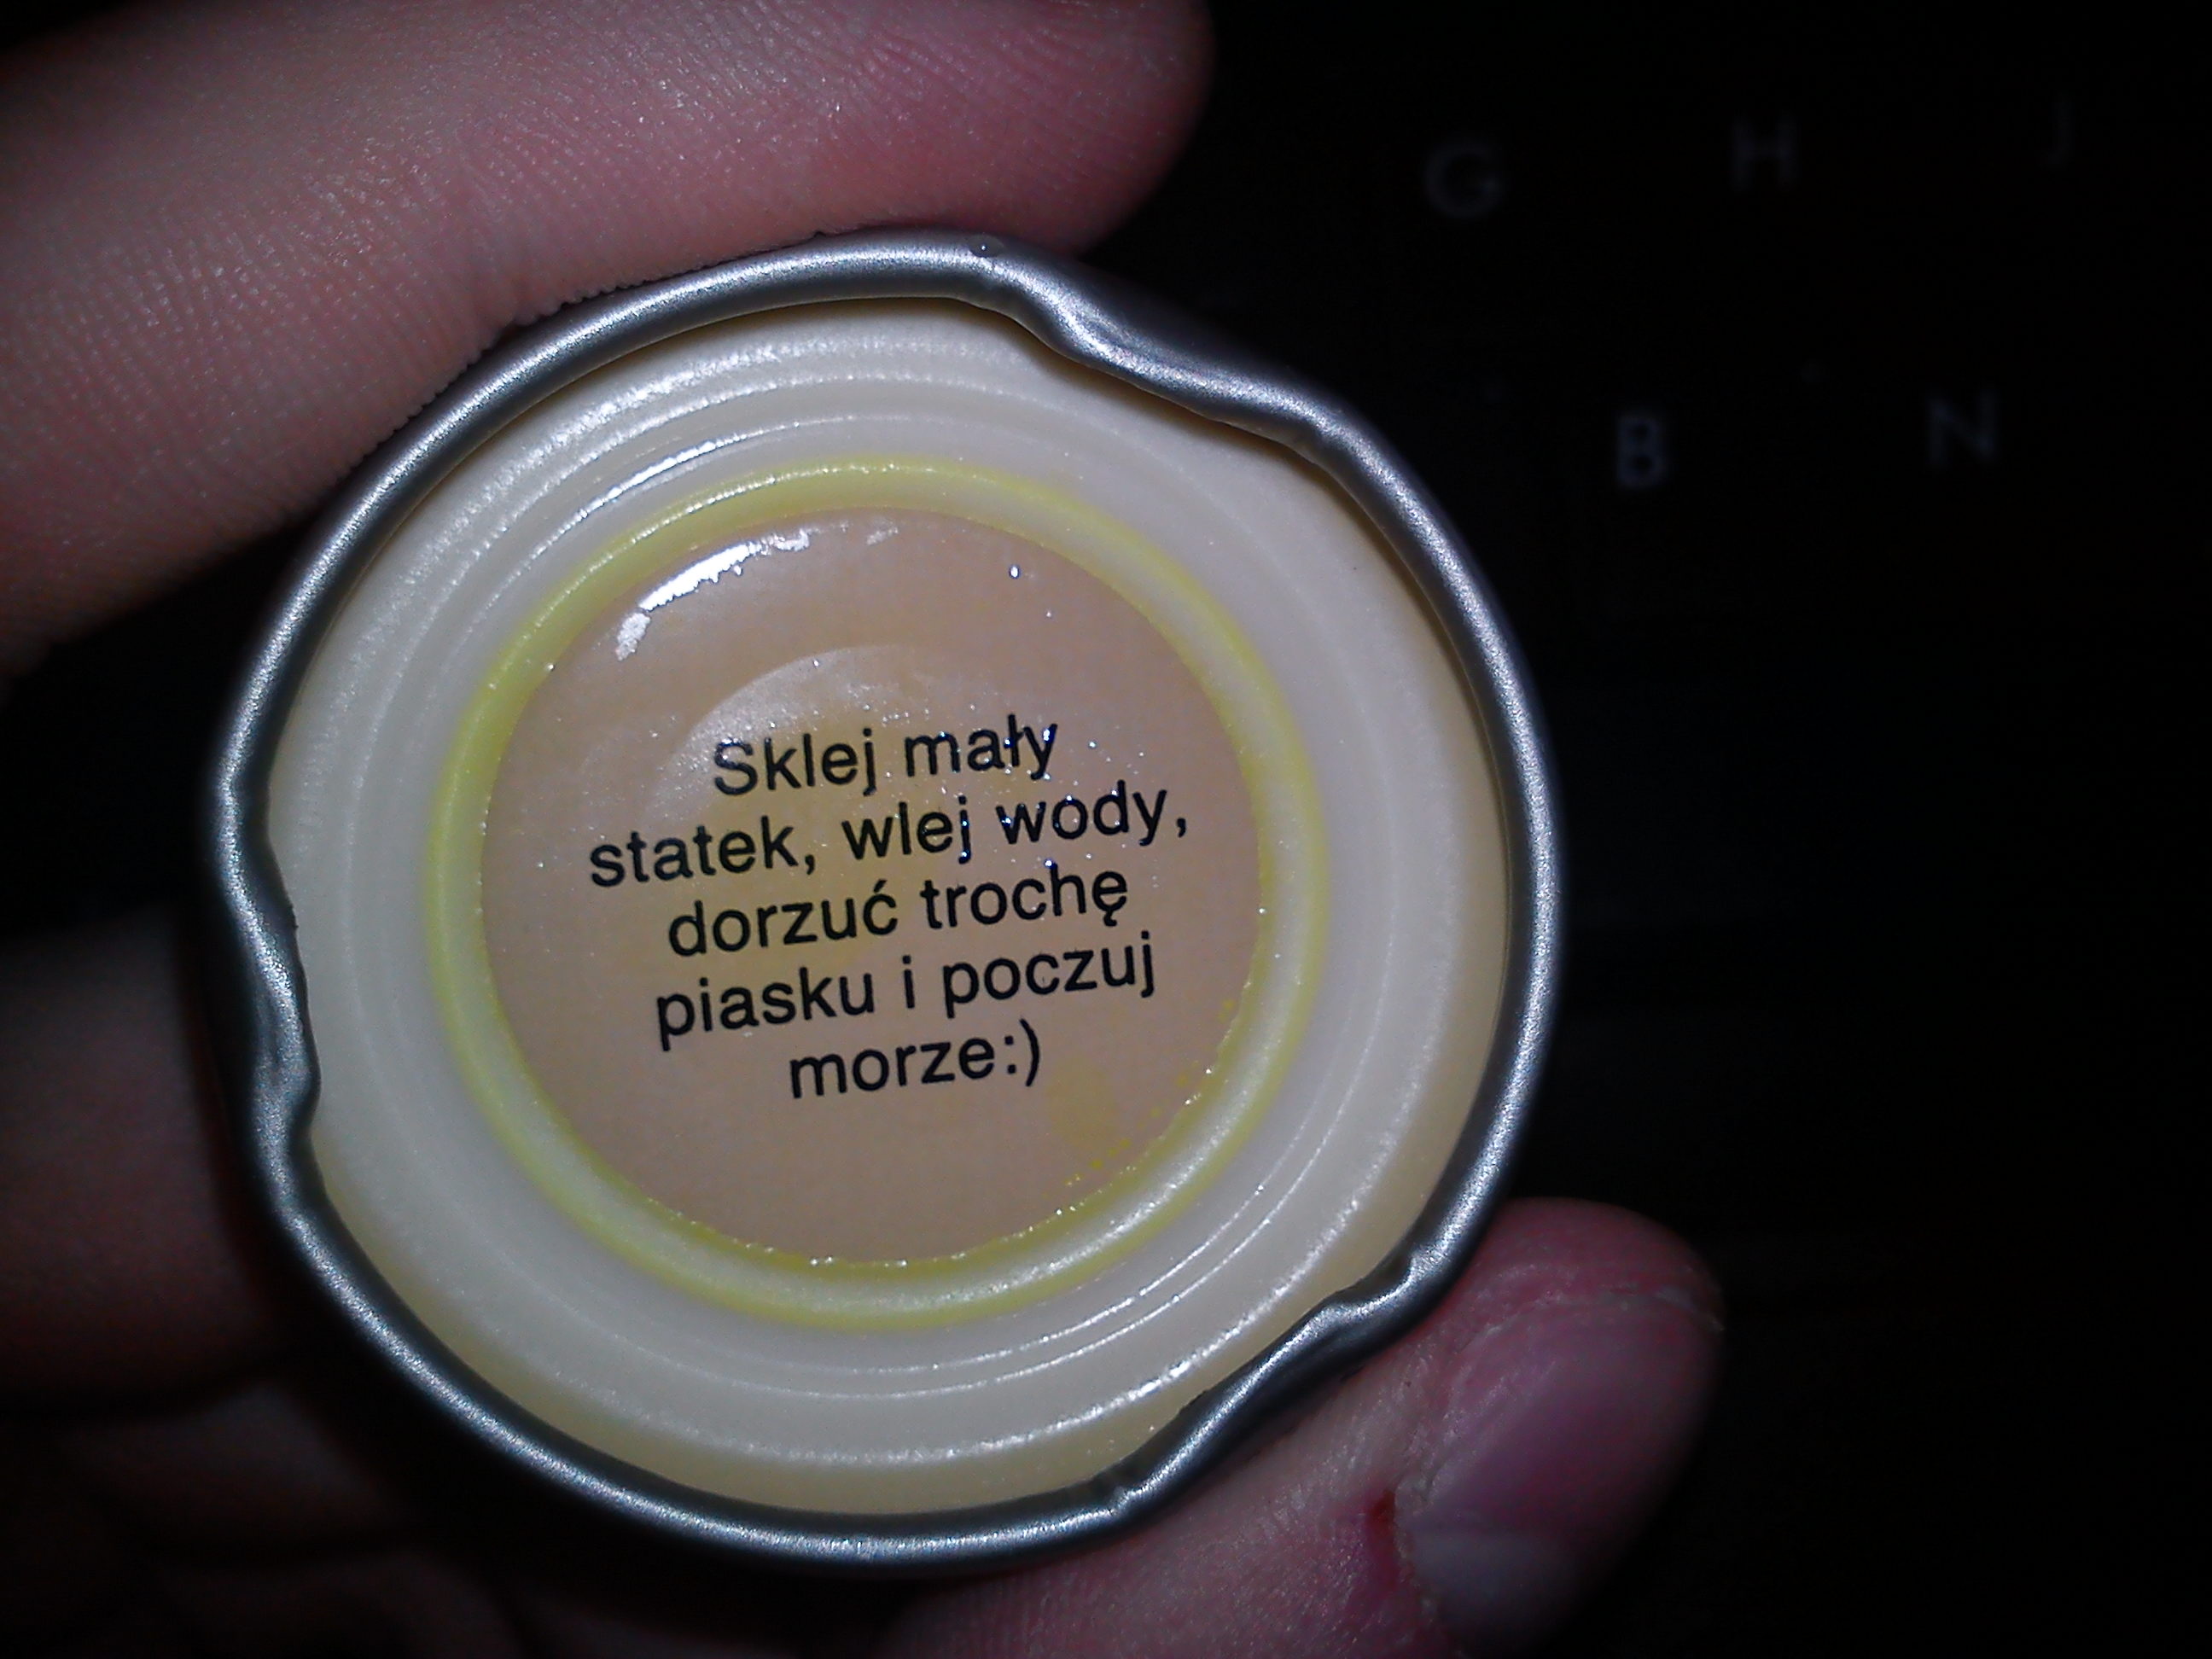 Sklej mały
statek, wlej wody,
dorzuć trochę
piasku i poczuj
morze:)
G H J
B N